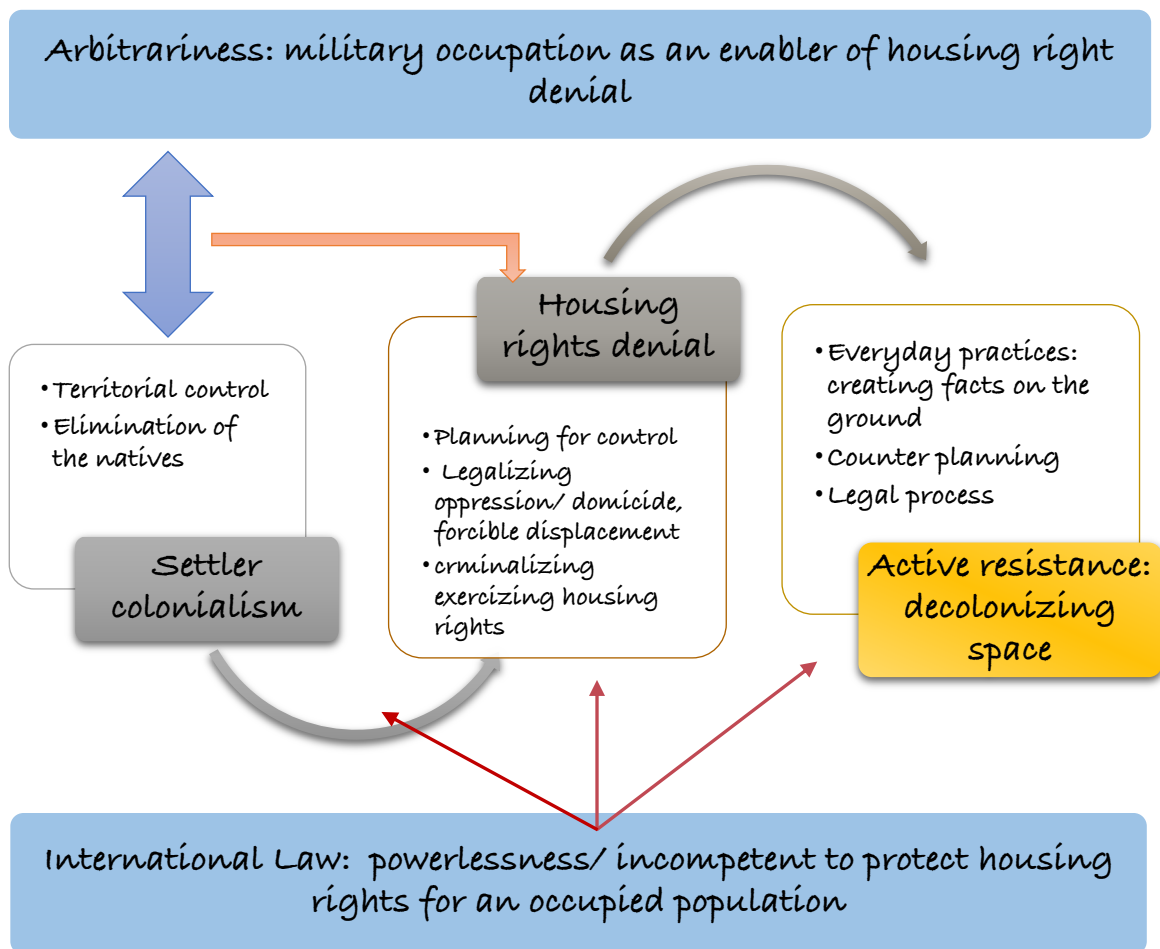 Arbitrariness: military occupation as an enabler of housing right
denial
• Territorial control
• Elimination of
the natives
Settler
colonialism
Housing
rights denial
• Planning for control
• Legalizing
oppression/ domicide,
forcible displacement
• crminalizing
exercizing housing
rights
• Everyday practices:
creating facts on the
ground
• Counter planning
• Legal process
Active resistance:
decolonizing
space
International Law: powerlessness/ incompetent to protect housing
rights for an occupied population